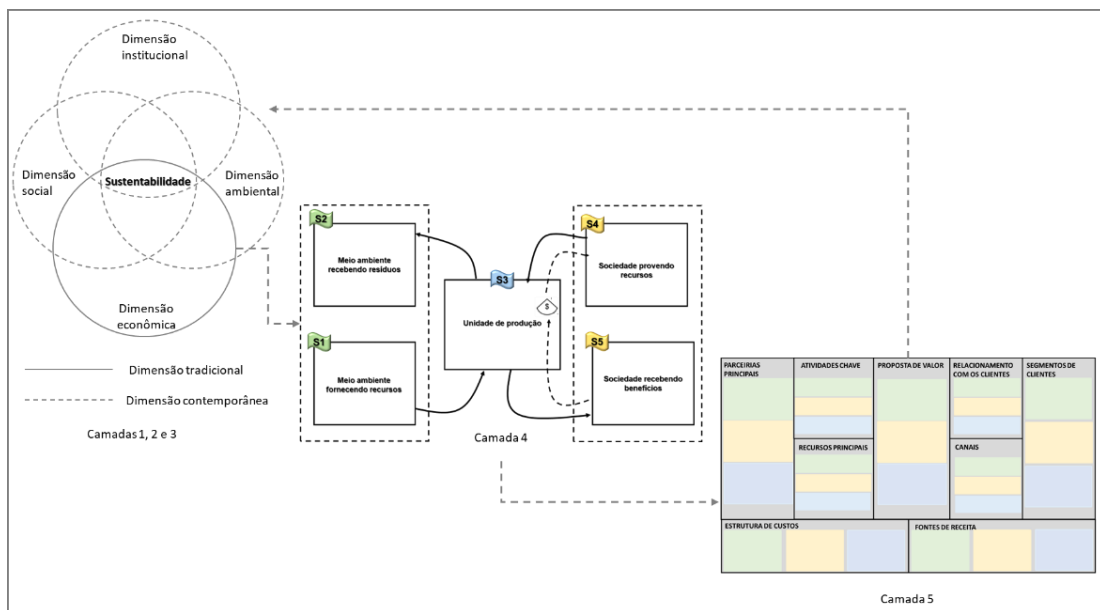 Dimensão
institucional
Dimensão
social
Sustentabilidade
Dimensão
ambiental
Dimensão
econômica
Dimensão tradicional
Dimensão contemporânea
Camadas 1, 2 e 3
S2
Meio ambiente
recebendo resíduos
S1
Meio ambiente
fornecendo recursos
S3
Unidade de produção
$
S4
Sociedade provendo
recursos
S5
Sociedade recebendo
benefícios
Camada 4
PARCEIRIAS
PRINCIPAIS
ATIVIDADES CHAVE
PROPOSTA DE VALOR
RELACIONAMENTO
COM OS CLIENTES
SEGMENTOS DE
CLIENTES
RECURSOS PRINCIPAIS
CANAIS
ESTRUTURA DE CUSTOS
FONTES DE RECEITA
Camada 5